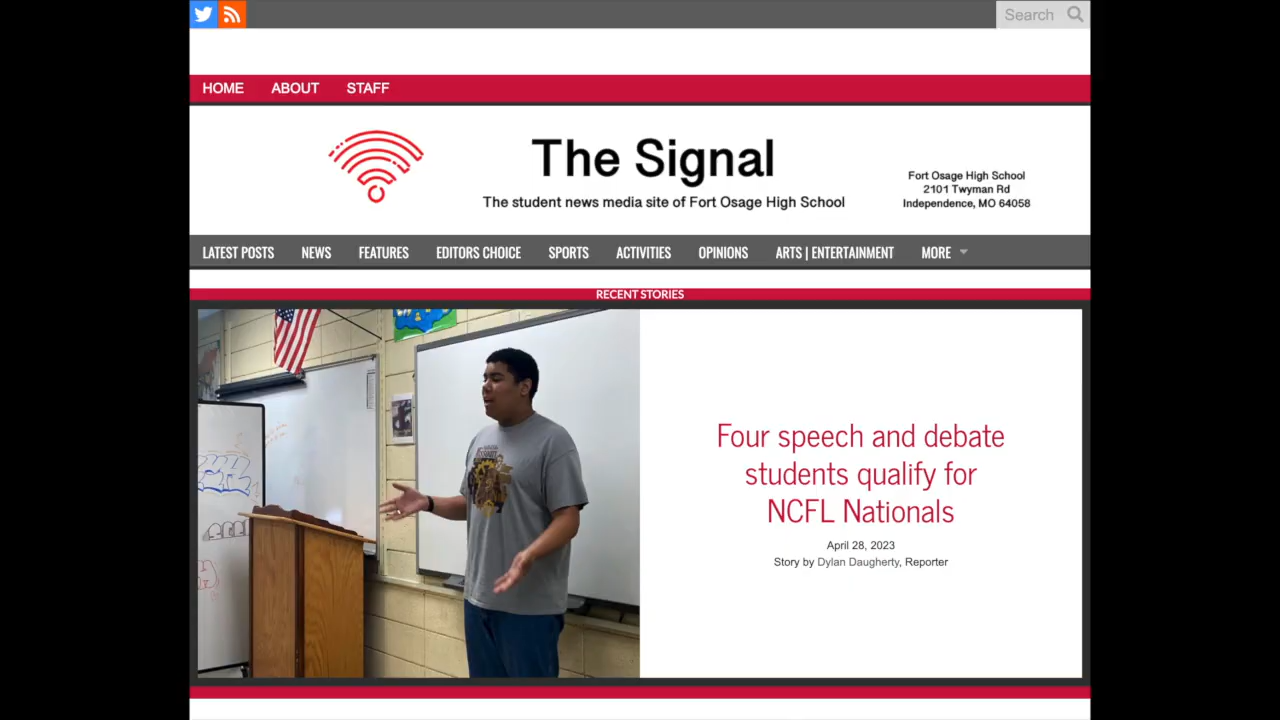 Search
HOME ABOUT STAFF
The Signal
The student news media site of Fort Osage High School
Fort Osage High School
2101 Twyman Rd
Independence, MO 64058
LATEST POSTS NEWS FEATURES EDITORS CHOICE SPORTS ACTIVITIES OPINIONS ARTS | ENTERTAINMENT MORE
RECENT STORIES
Four speech and debate
students qualify for
NCFL Nationals
April 28, 2023
Story by Dylan Daugherty, Reporter